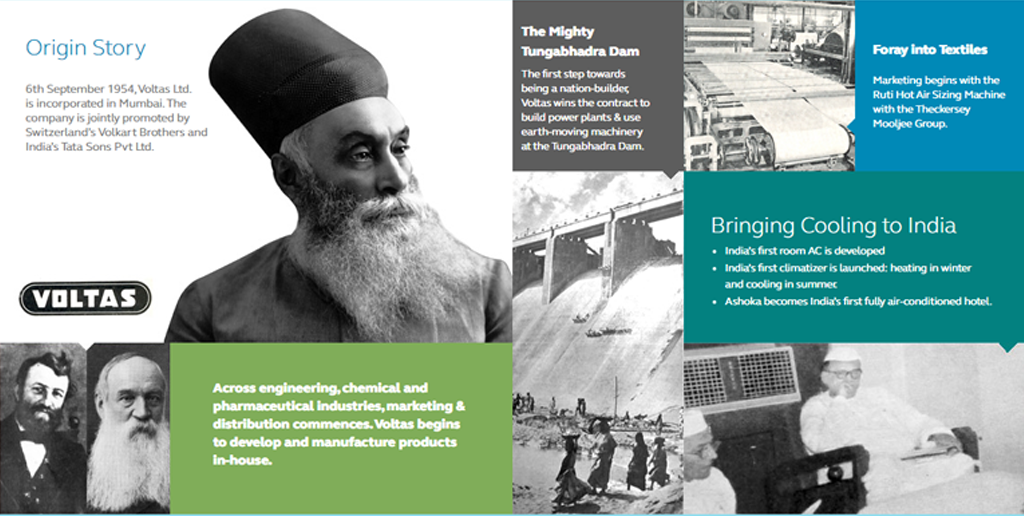 Origin Story
6th September 1954, Voltas Ltd.
is incorporated in Mumbai. The
company is jointly promoted by
Switzerland's Volkart Brothers and
India's Tata Sons Pvt Ltd.
VOLTAS
Across engineering, chemical and
pharmaceutical industries, marketing &
distribution commences. Voltas begins
to develop and manufacture products
in-house.
The Mighty
Tungabhadra Dam
The first step towards
being a nation-builder,
Voltas wins the contract to
build power plants & use
earth-moving machinery
at the Tungabhadra Dam.
Foray into Textiles
Marketing begins with the
Ruti Hot Air Sizing Machine
with the Theckersey
Mooljee Group.
Bringing Cooling to India
• India's first room AC is developed
• India's first climatizer is launched: heating in winter
and cooling in summer.
• Ashoka becomes India's first fully air-conditioned hotel.